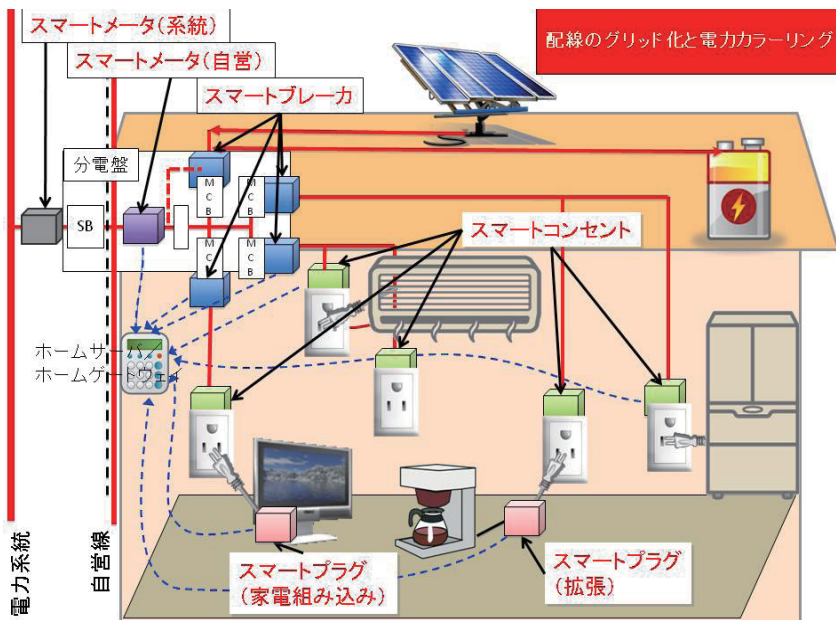 スマートメータ(系統)
スマートメータ(自営)
配線のグリッド化と電力カラーリング
スマートブレーカ
分電盤
MCB
MCB
SB
MCB
MCB
スマートコンセント
ホームサーバ/
ホームゲートウェイ
スマートプラグ
(家電組み込み)
スマートプラグ
(拡張)
電力系統
自営線